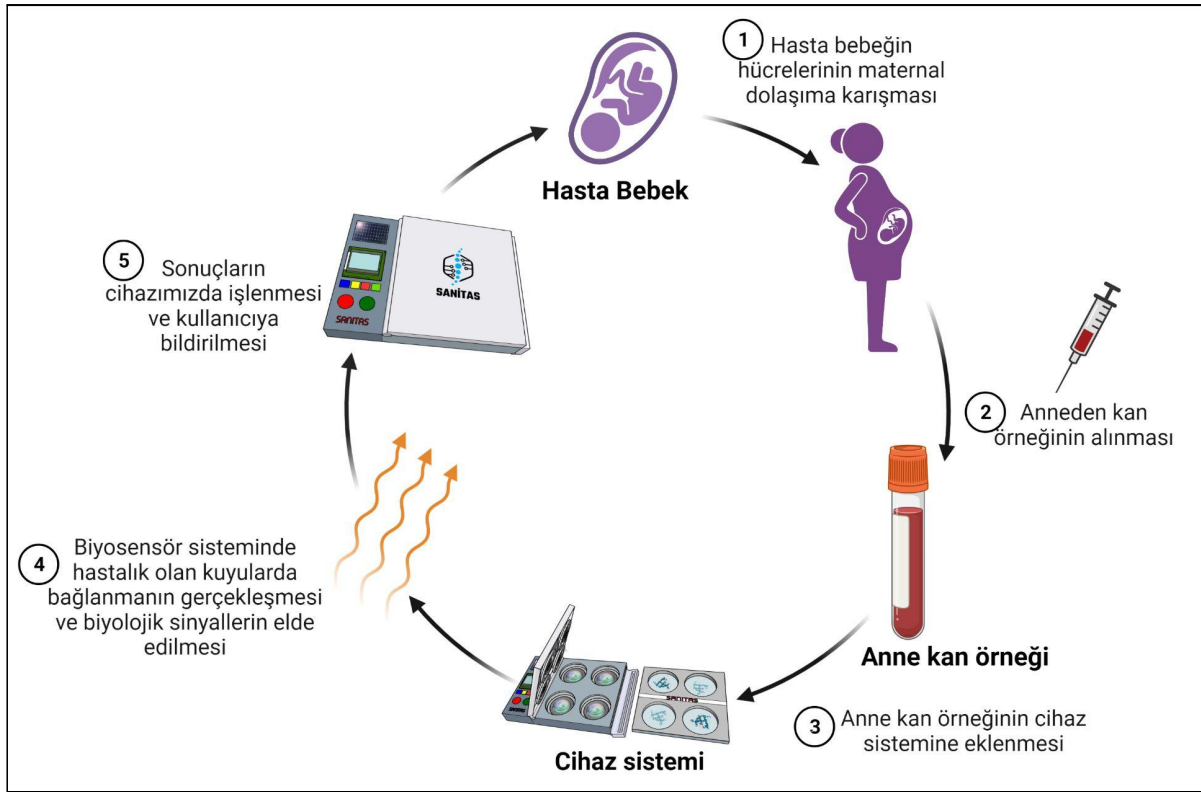 1
Hasta bebeğin
hücrelerinin maternal
dolaşıma karışması
Hasta Bebek
2
Anneden kan
örneğinin alınması
Anne kan örneği
3
Anne kan örneğinin cihaz
sistemine eklenmesi
SANİTAS
Cihaz sistemi
4
Biyosensör sisteminde
hastalık olan kuyularda
bağlanmanın gerçekleşmesi
ve biyolojik sinyallerin elde
edilmesi
5
Sonuçların
cihazımızda işlenmesi
ve kullanıcıya
bildirilmesi
SANİTAS
SANITAS